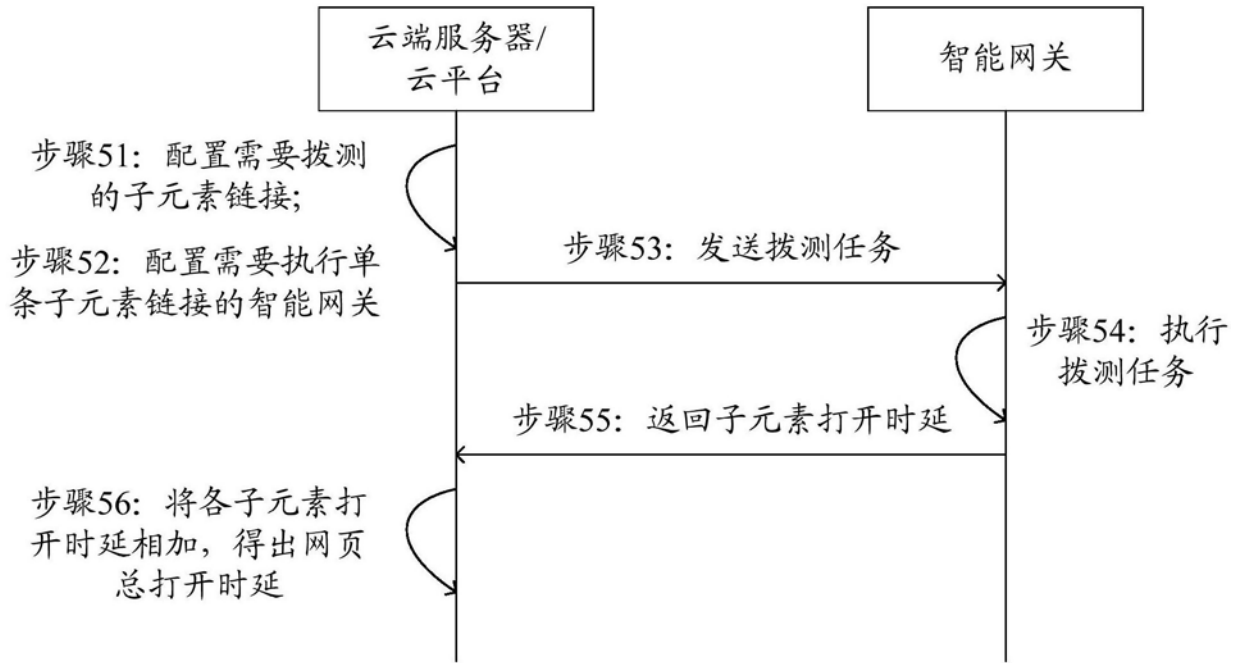 云端服务器/
云平台
智能网关
步骤51：配置需要拨测
的子元素链接;
步骤52：配置需要执行单
条子元素链接的智能网关
步骤53：发送拨测任务
步骤54：执行
拨测任务
步骤55：返回子元素打开时延
步骤56：将各子元素打
开时延相加，得出网页
总打开时延